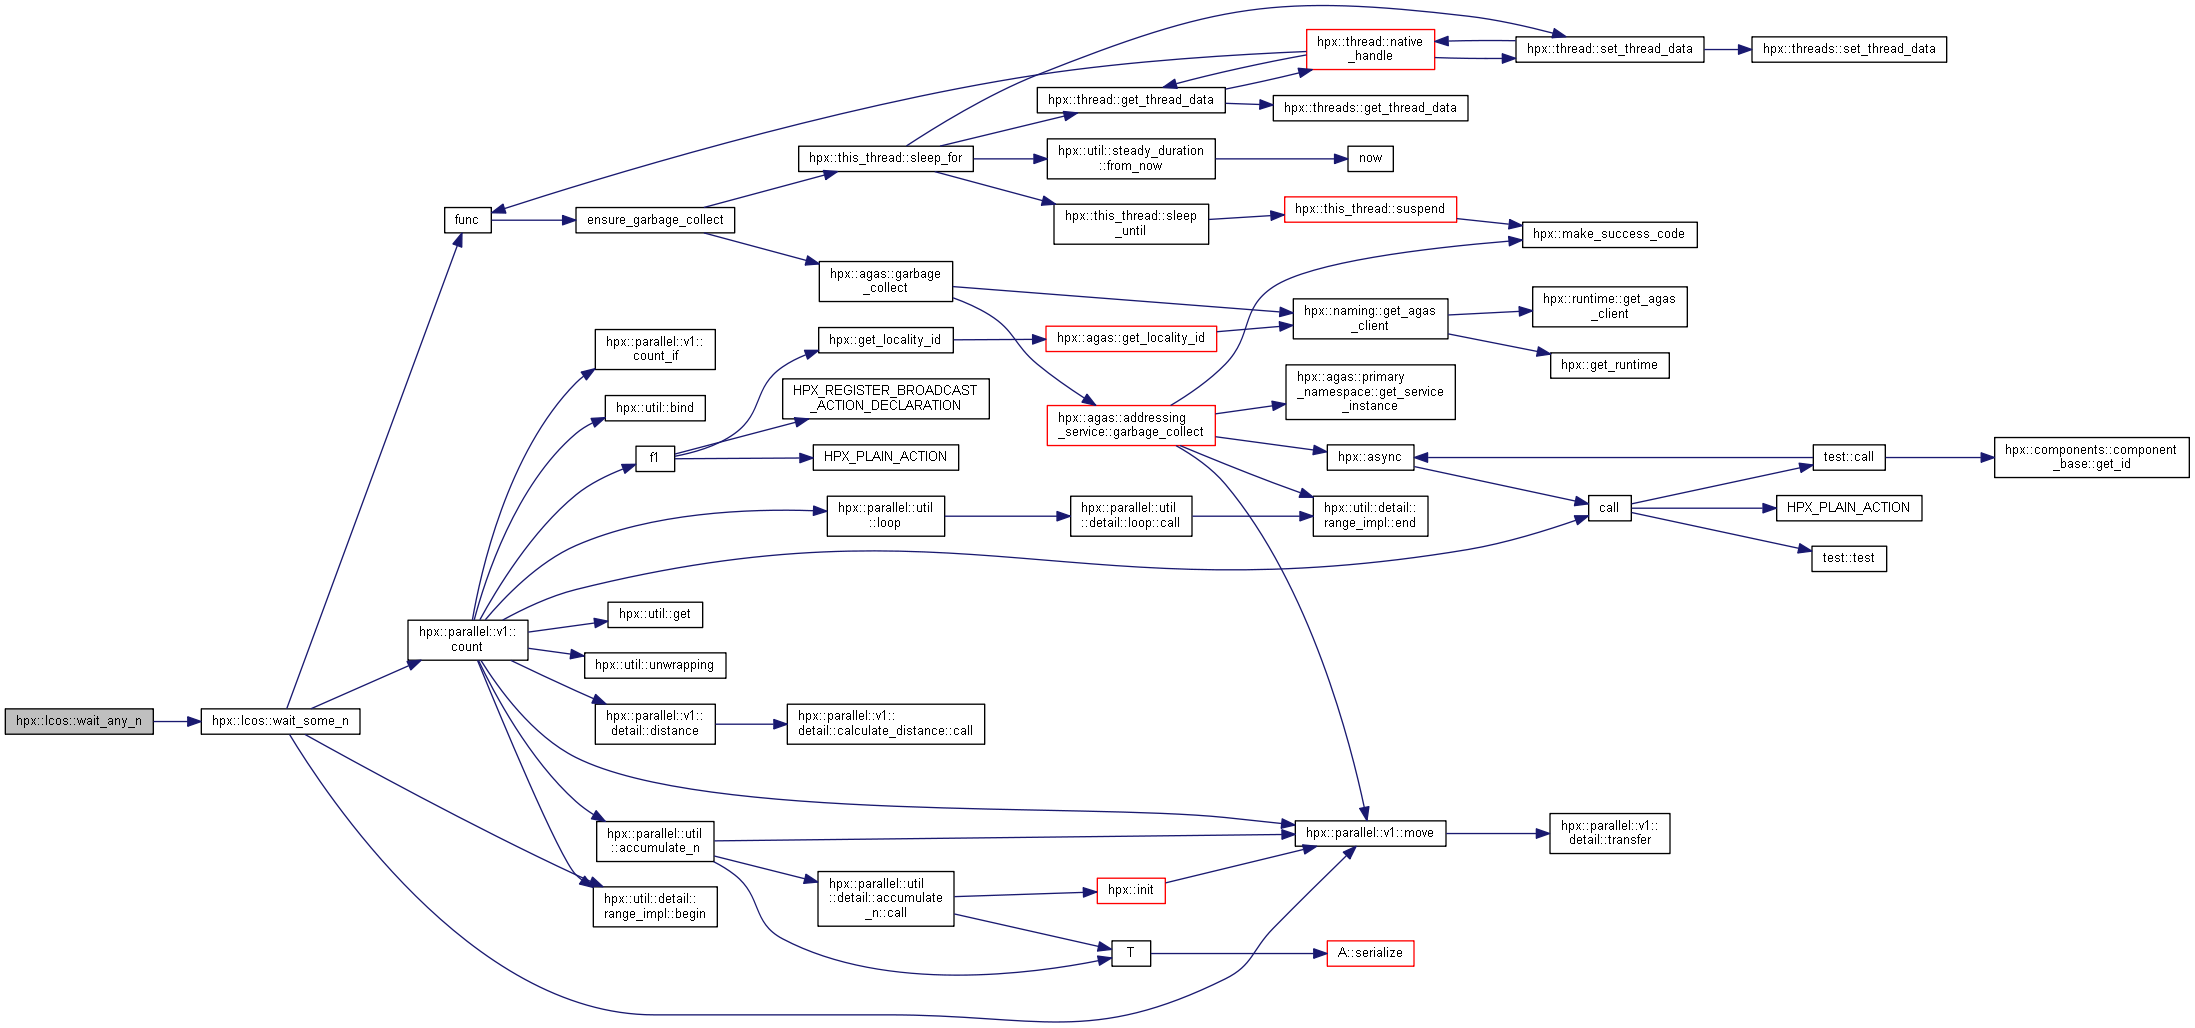 hpx::lcos::wait_any_n
hpx::lcos::wait_some_n
func
hpx::parallel::v1::
count
ensure_garbage_collect
hpx::parallel::v1::
count_if
hpx::util::bind
f1
hpx::util::get
hpx::util::unwrapping
hpx::parallel::v1::
detail::distance
hpx::parallel::util
::accumulate_n
hpx::util::detail::
range_impl::begin
hpx::this_thread::sleep_for
hpx::agas::garbage
_collect
hpx::get_locality_id
HPX_REGISTER_BROADCAST
_ACTION_DECLARATION
HPX_PLAIN_ACTION
hpx::parallel::util
::loop
hpx::parallel::v1::
detail::calculate_distance::call
hpx::parallel::util
::detail::accumulate
_n::call
hpx::thread::get_thread_data
hpx::util::steady_duration
::from_now
hpx::this_thread::sleep
_until
hpx::agas::get_locality_id
hpx::agas::addressing
_service::garbage_collect
hpx::parallel::util
::detail::loop::call
hpx::init
T
hpx::thread::native
_handle
hpx::threads::get_thread_data
now
hpx::this_thread::suspend
hpx::naming::get_agas
_client
hpx::agas::primary
_namespace::get_service
_instance
hpx::async
hpx::util::detail::
range_impl::end
hpx::parallel::v1::move
A::serialize
hpx::thread::set_thread_data
hpx::make_success_code
hpx::runtime::get_agas
_client
hpx::get_runtime
call
hpx::parallel::v1::
detail::transfer
hpx::threads::set_thread_data
test::call
HPX_PLAIN_ACTION
test::test
hpx::components::component
_base::get_id